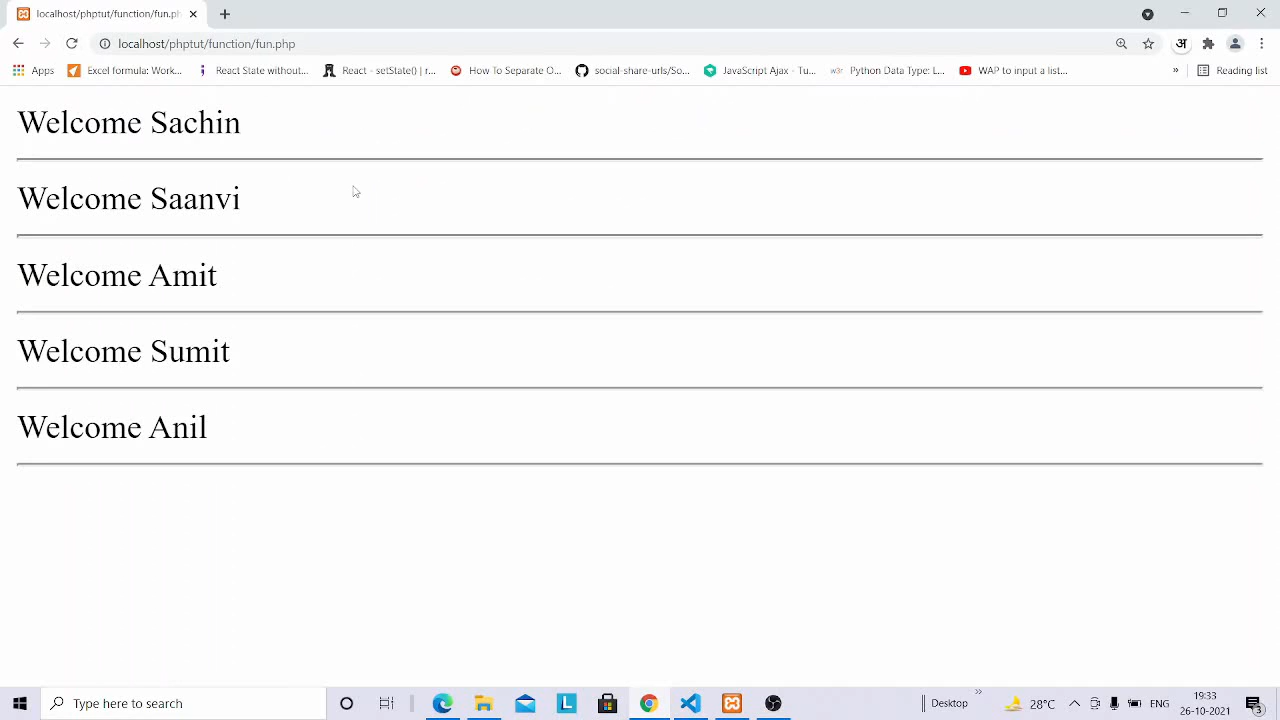 localhost/phptut/function/fun.ph
localhost/phptut/function/fun.php
अ
Apps
Excel formula: Work...
React State without...
React - setState() | r...
How To Separate O...
social-share-urls/So...
JavaScript Ajax - Tu...
w3r Python Data Type: L...
WAP to input a list...
»
Reading list
Welcome Sachin
Welcome Saanvi
Welcome Amit
Welcome Sumit
Welcome Anil
Type here to search
L
Desktop
»
28°C
ENG
19:33
26-10-2021
3